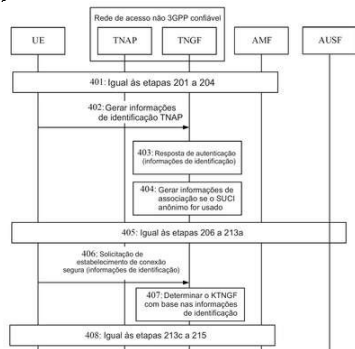 Rede de acesso não 3GPP confiável
UE
TNAP
TNGF
AMF
AUSF
401: Igual às etapas 201 a 204
402: Gerar informações
de identificação TNAP
403: Resposta de autenticação
(informações de identificação)
404: Gerar informações de
associação se o SUCI
anônimo for usado
405: Igual às etapas 206 a 213a
406: Solicitação de
estabelecimento de conexão
segura (informações de identificação)
407: Determinar o KTNGF
com base nas informações
de identificação
408: Igual às etapas 213c a 215